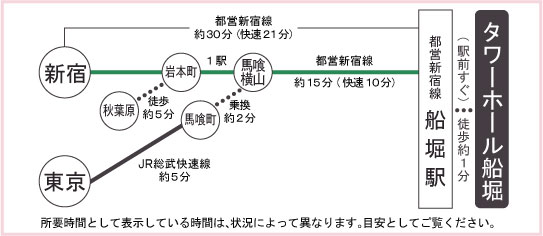 都営新宿線
約30分(快速21分)
新宿
岩本町
1駅
馬喰
横山
都営新宿線
約15分(快速10分)
秋葉原
徒歩
約5分
馬喰町
乗換
約2分
東京
JR総武快速線
約5分
都営新宿線
船堀駅
(駅前すぐ)
徒歩約1分
タワーホール船堀
所要時間として表示している時間は、状況によって異なります。目安としてご覧ください。